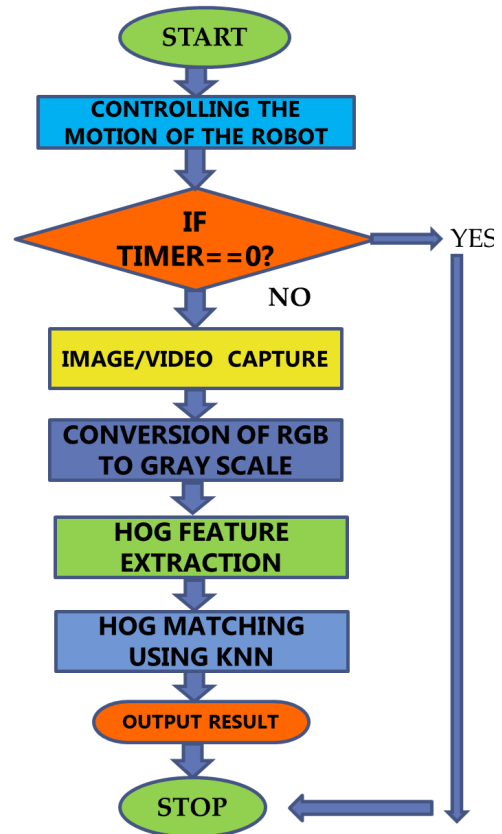 START
CONTROLLING THE
MOTION OF THE ROBOT
IF
TIMER==0?
YES
NO
IMAGE/VIDEO CAPTURE
CONVERSION OF RGB
TO GRAY SCALE
HOG FEATURE
EXTRACTION
HOG MATCHING
USING KNN
OUTPUT RESULT
STOP